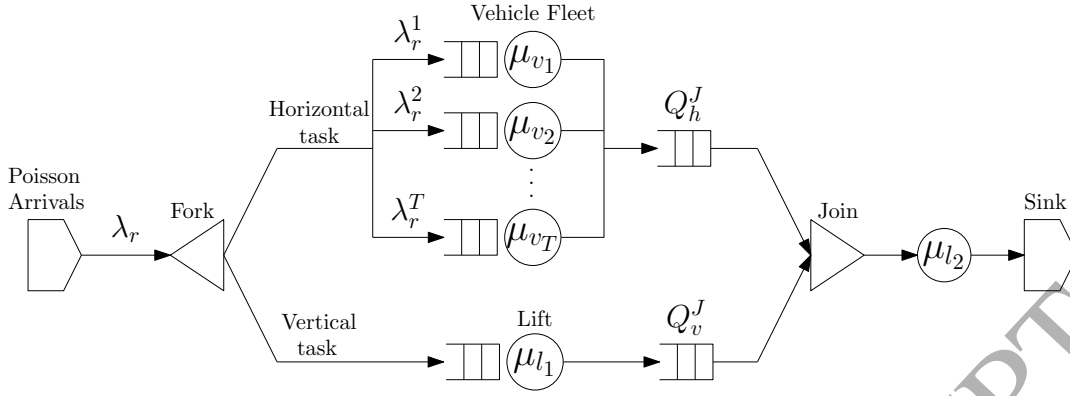 Vehicle Fleet
λ_r^1
μ_{v_1}
λ_r^2
μ_{v_2}
Horizontal
task
Q_h^J
⋮
λ_r^T
μ_{v_T}
Poisson
Arrivals
λ_r
Fork
Join
μ_{l_2}
Sink
Vertical
task
Lift
μ_{l_1}
Q_v^J